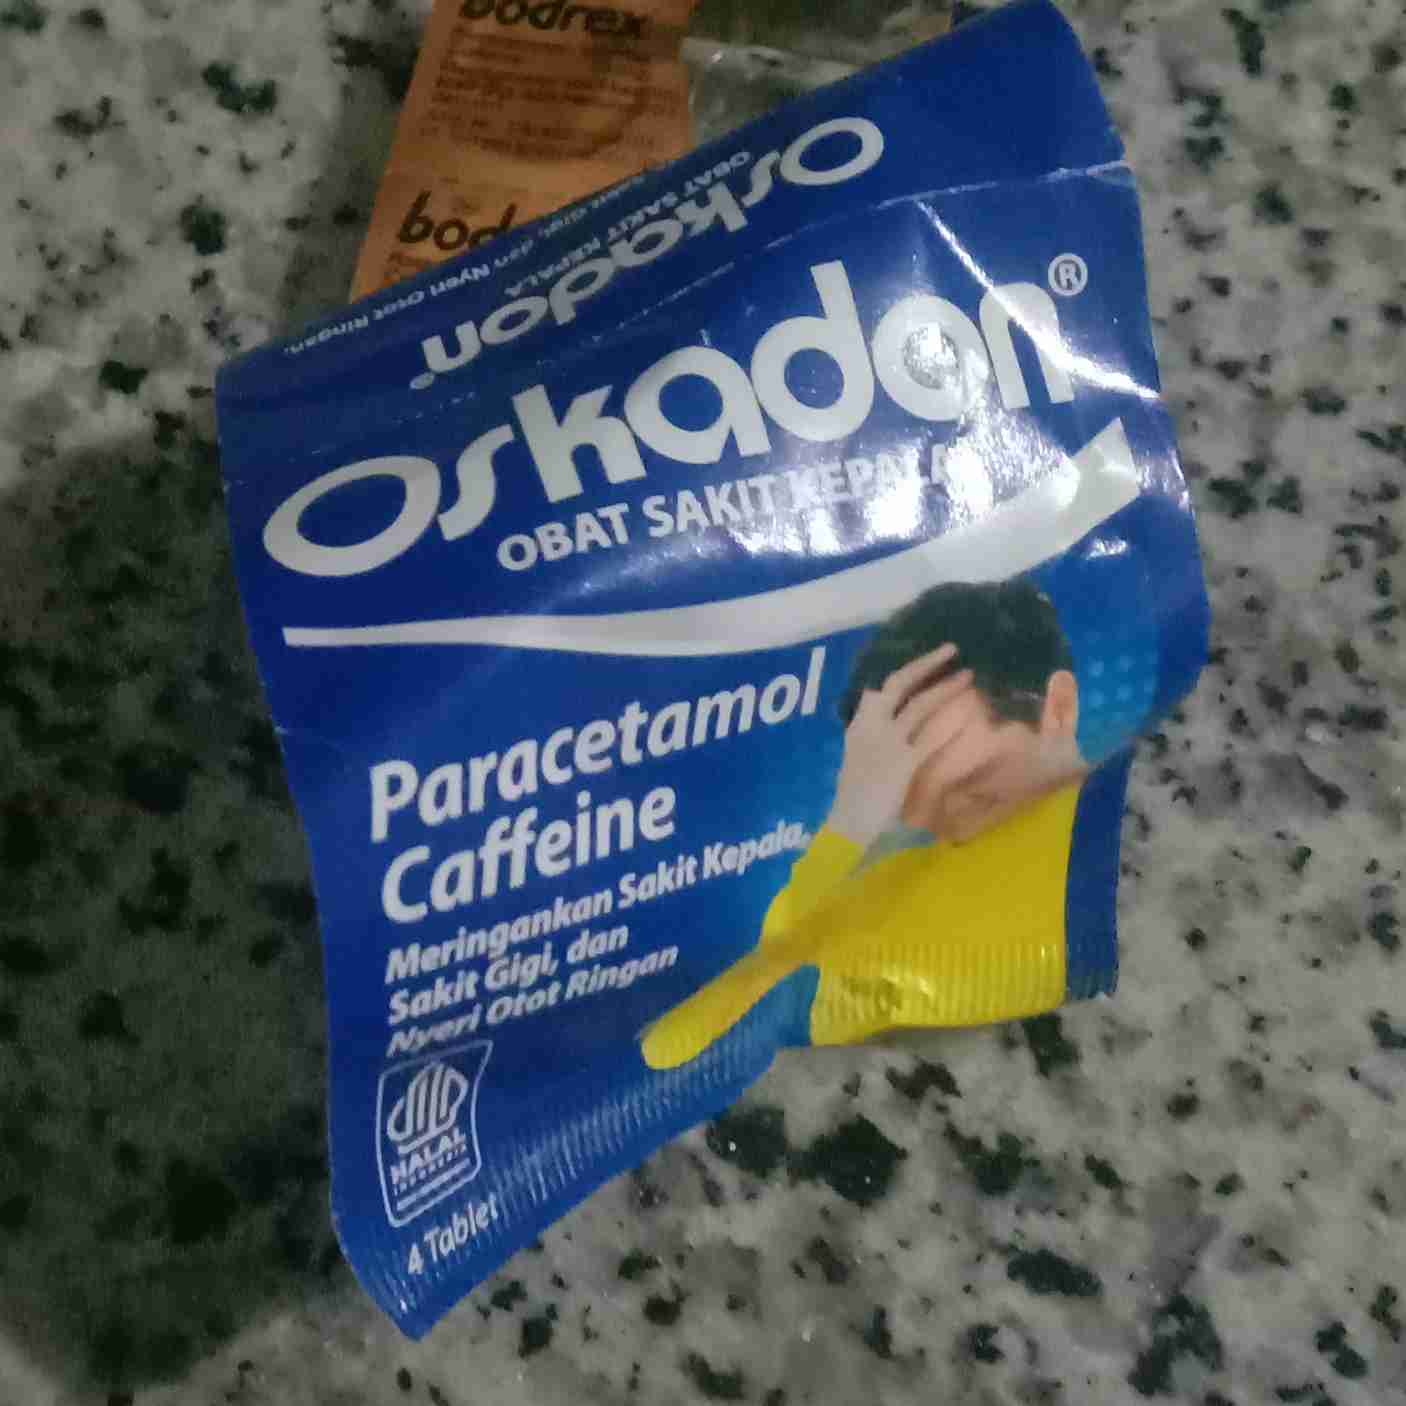 bodrex
bod
Oskadon®
OBAT SAKIT KEPALA
Sakit Gigi, dan Nyeri Otot Ringan.
Oskadon®
OBAT SAKIT KEPALA
Paracetamol
Caffeine
Meringankan Sakit Kepala,
Sakit Gigi, dan
Nyeri Otot Ringan
HALAL
INDONESIA
4 Tablet